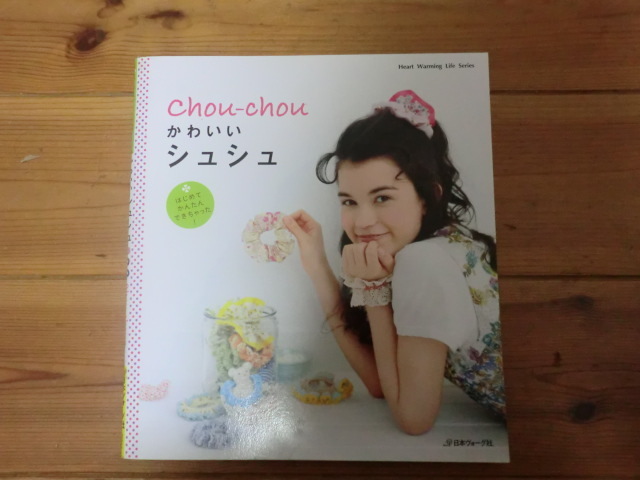 Heart Warming Life Series
Chou-chou
かわいい
シュシュ
はじめて
かんたん
できちゃった
!
日本ヴォーグ社